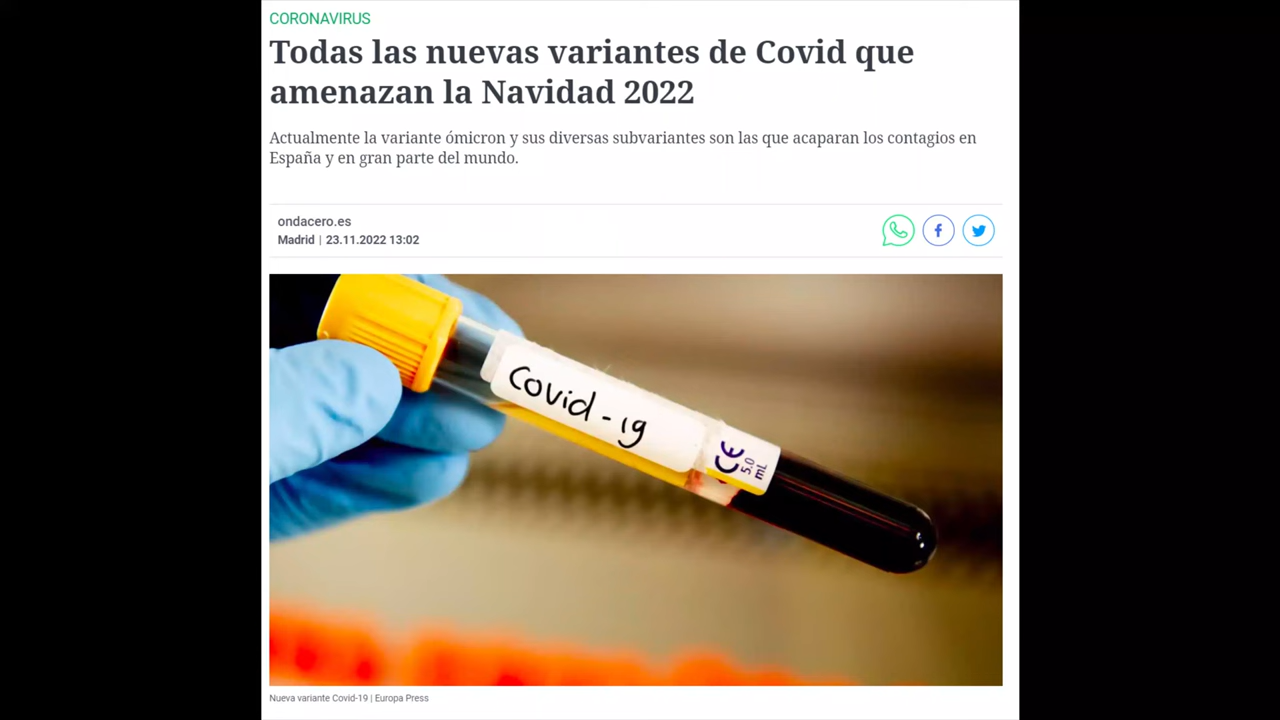 CORONAVIRUS
Todas las nuevas variantes de Covid que
amenazan la Navidad 2022
Actualmente la variante ómicron y sus diversas subvariantes son las que acaparan los contagios en
España y en gran parte del mundo.
ondacero.es
Madrid | 23.11.2022 13:02
Covid-19
CE
5.0
mL
Nueva variante Covid-19 | Europa Press